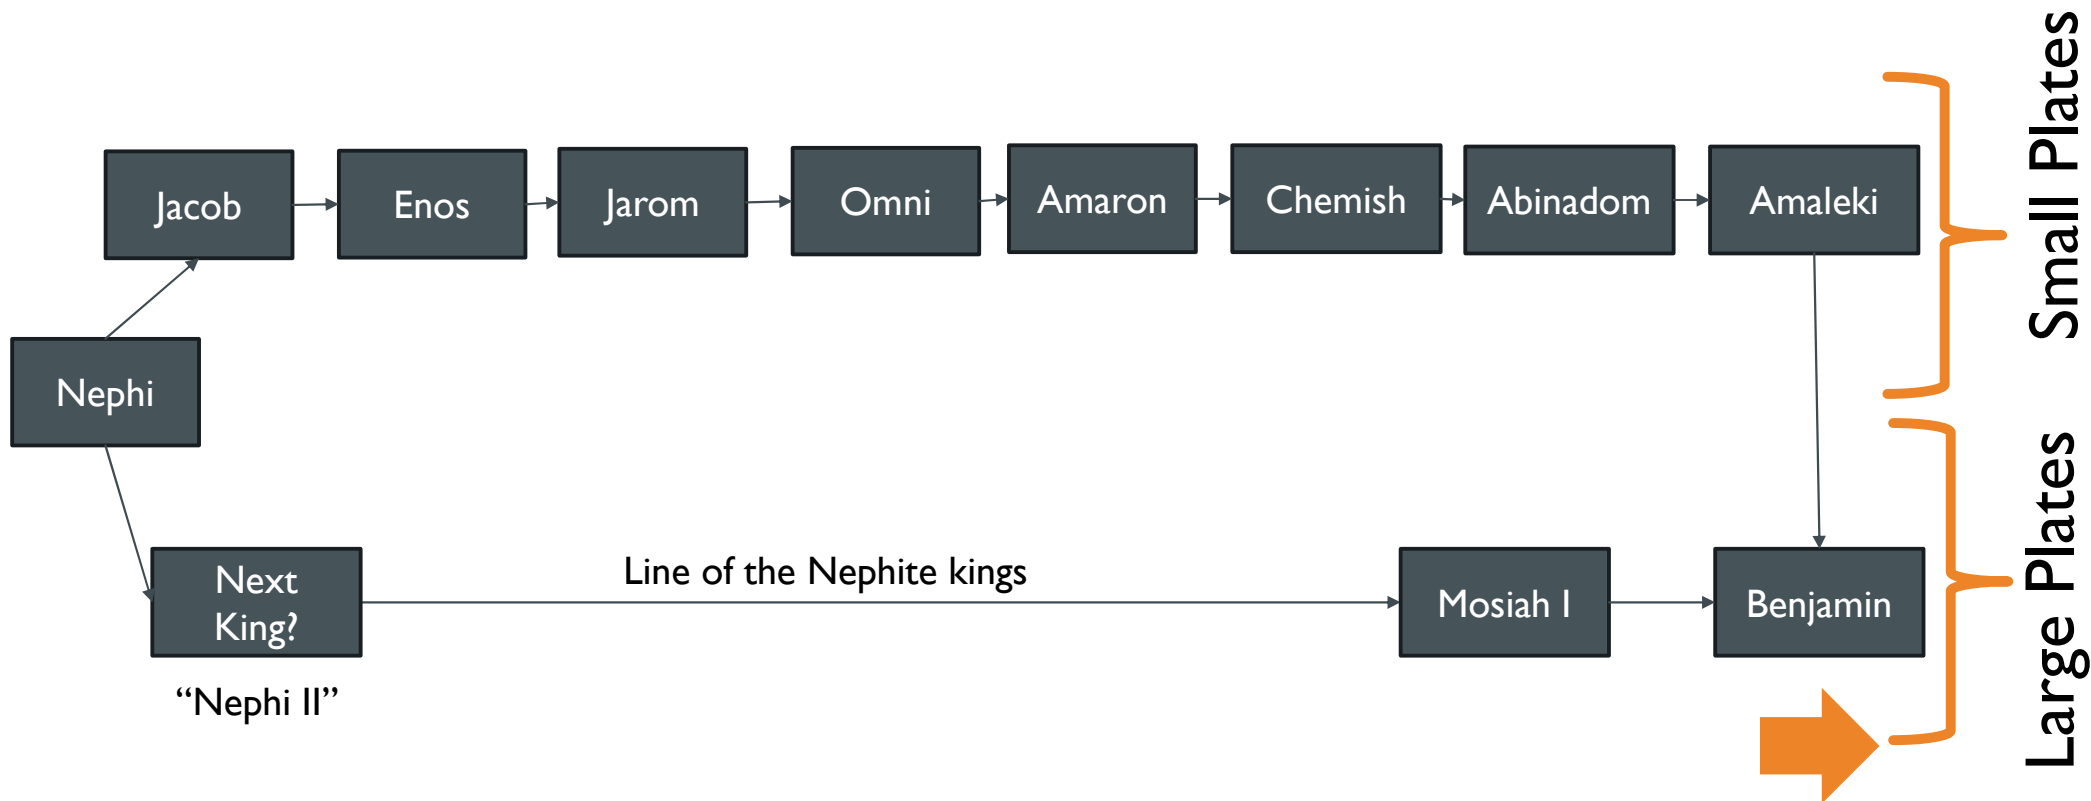 Small Plates
Jacob
Enos
Jarom
Omni
Amaron
Chemish
Abinadom
Amaleki
Nephi
Large Plates
Line of the Nephite kings
Next
King?
Mosiah I
Benjamin
“Nephi II”